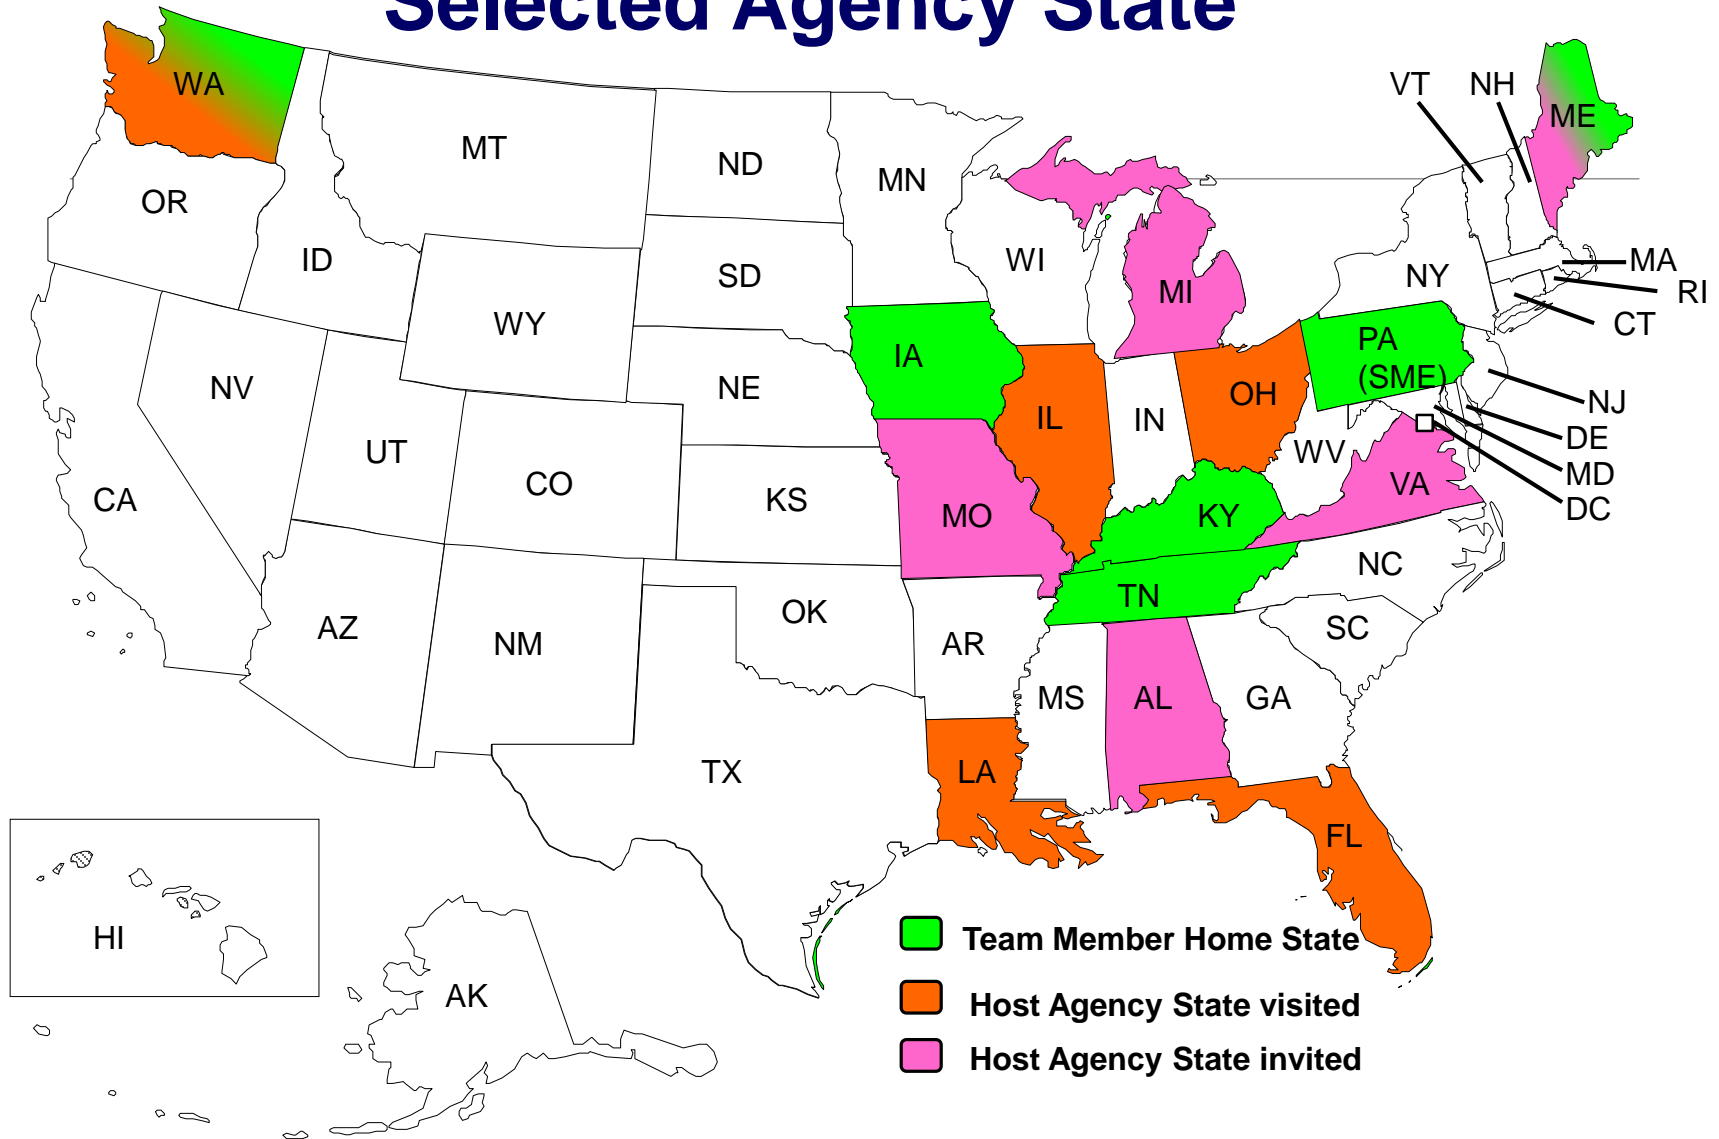 Selected Agency State
WA
MT
ND
MN
VT
NH
ME
OR
ID
SD
WI
MI
NY
MA
RI
WY
CT
IA
PA
(SME)
NV
NE
IL
IN
OH
NJ
DE
UT
CO
KS
MO
WV
VA
MD
DC
CA
KY
NC
AZ
NM
OK
AR
TN
SC
MS
AL
GA
TX
LA
FL
HI
AK
Team Member Home State
Host Agency State visited
Host Agency State invited